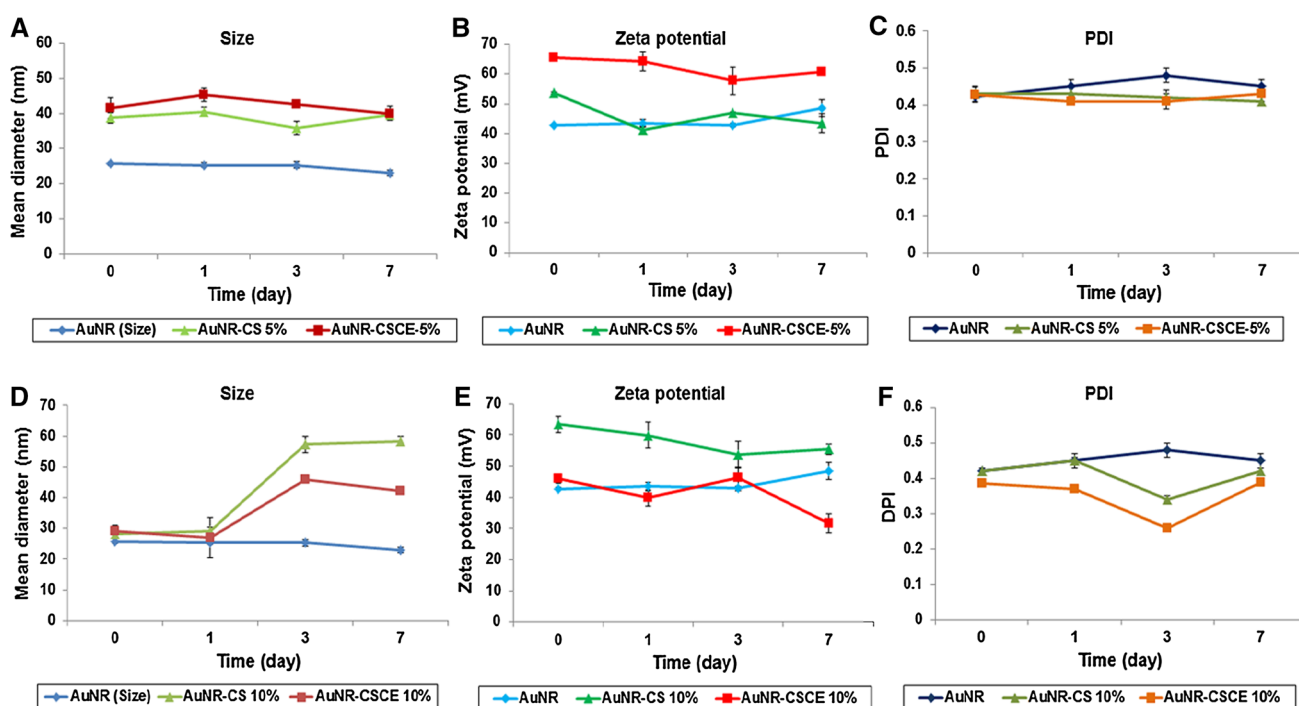 A
Size
Mean diameter (nm)
60
50
40
30
20
10
0
0 1 3 7
Time (day)
AuNR (Size) AuNR-CS 5% AuNR-CSCE-5%
B
Zeta potential
Zeta potential (mV)
70
60
50
40
30
20
10
0
0 1 3 7
Time (day)
AuNR AuNR-CS 5% AuNR-CSCE-5%
C
PDI
PDI
0.6
0.5
0.4
0.3
0.2
0.1
0
0 1 3 7
Time (day)
AuNR AuNR-CS 5% AuNR-CSCE-5%
D
Size
Mean diameter (nm)
70
60
50
40
30
20
10
0
0 1 3 7
Time (day)
AuNR (Size) AuNR-CS 10% AuNR-CSCE 10%
E
Zeta potential
Zeta potential (mV)
70
60
50
40
30
20
10
0
0 1 3 7
Time (day)
AuNR AuNR-CS 10% AuNR-CSCE 10%
F
PDI
DPI
0.6
0.5
0.4
0.3
0.2
0.1
0
0 1 3 7
Time (day)
AuNR AuNR-CS 10% AuNR-CSCE 10%